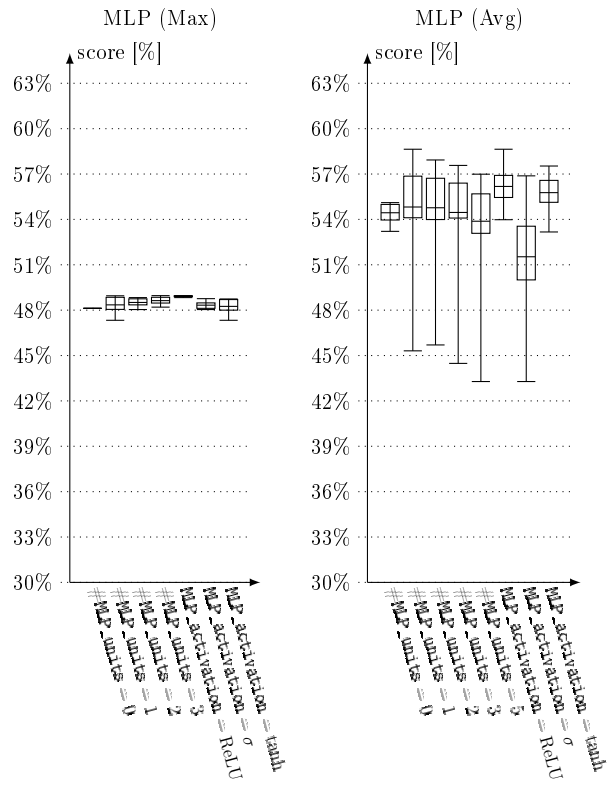 MLP (Max)
score [%]
63%
60%
57%
54%
51%
48%
45%
42%
39%
36%
33%
30%
#MLP_units = 0
#MLP_units = 1
#MLP_units = 2
#MLP_units = 3
MLP_activation = ReLU
MLP_activation = σ
MLP_activation = tanh
MLP (Avg)
score [%]
63%
60%
57%
54%
51%
48%
45%
42%
39%
36%
33%
30%
#MLP_units = 0
#MLP_units = 1
#MLP_units = 2
#MLP_units = 3
#MLP_units = 5
MLP_activation = ReLU
MLP_activation = σ
MLP_activation = tanh